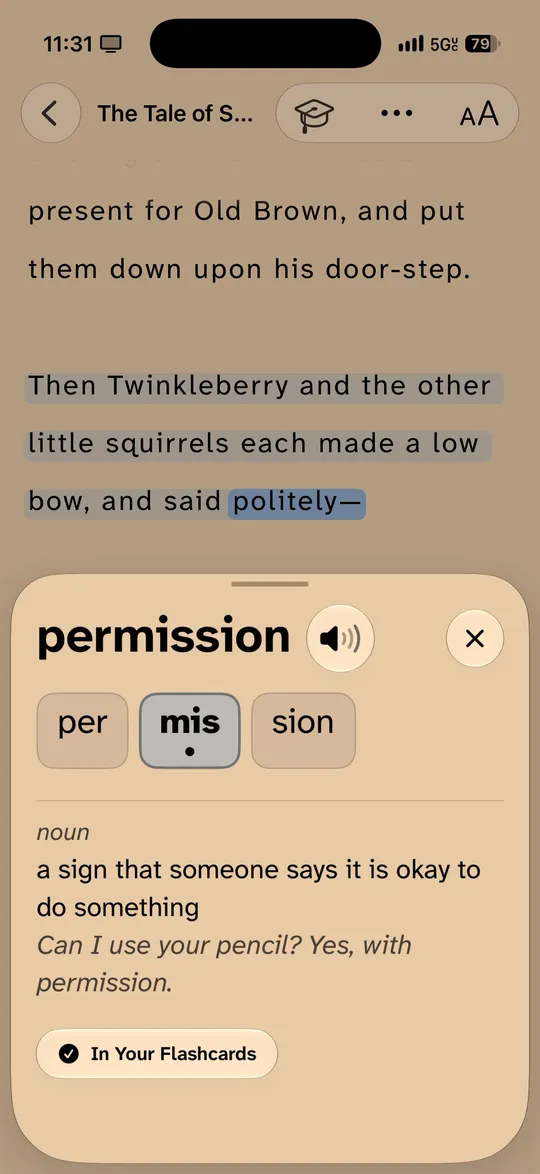 11:31
5G
79
The Tale of S...
AA
present for Old Brown, and put
them down upon his door-step.
Then Twinkleberry and the other
little squirrels each made a low
bow, and said politely—
permission
per
mis
sion
noun
a sign that someone says it is okay to
do something
Can I use your pencil? Yes, with
permission.
In Your Flashcards